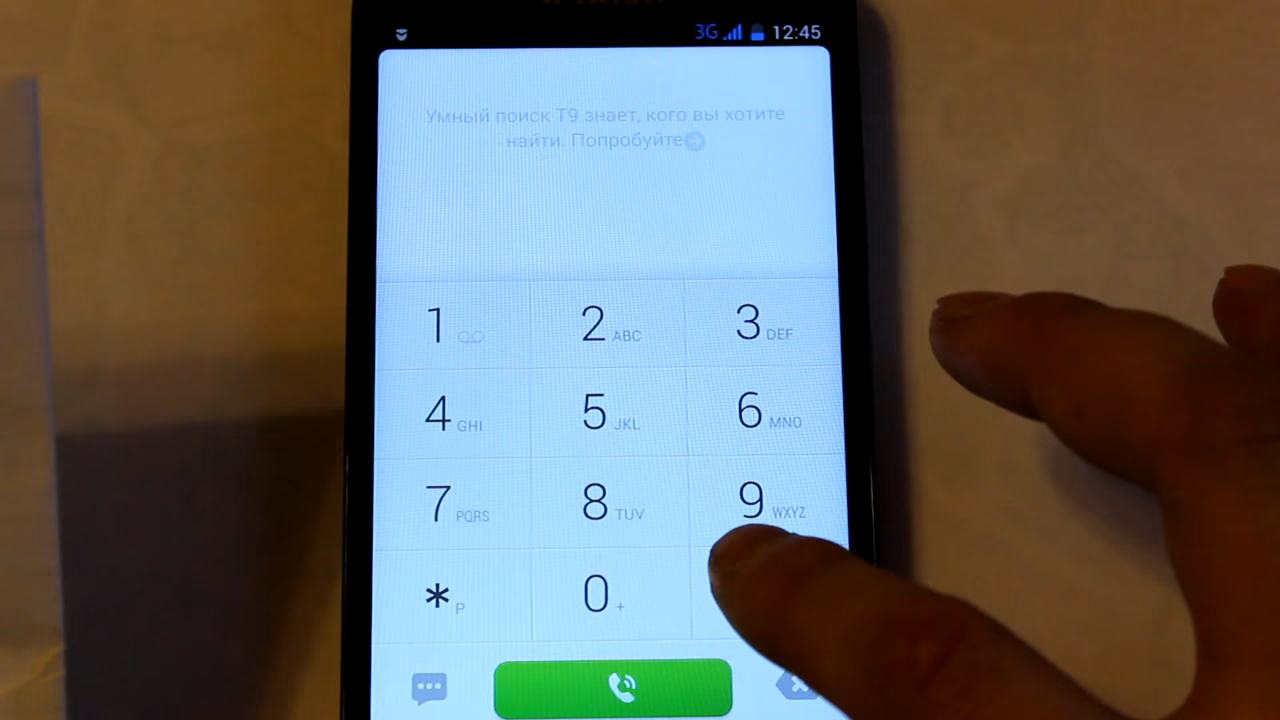 3G 12:45
Умный поиск T9 знает, кого вы хотите
найти. Попробуйте
1 2 ABC 3 DEF
4 GHI 5 JKL 6 MNO
7 PQRS 8 TUV 9 WXYZ
* P 0 +